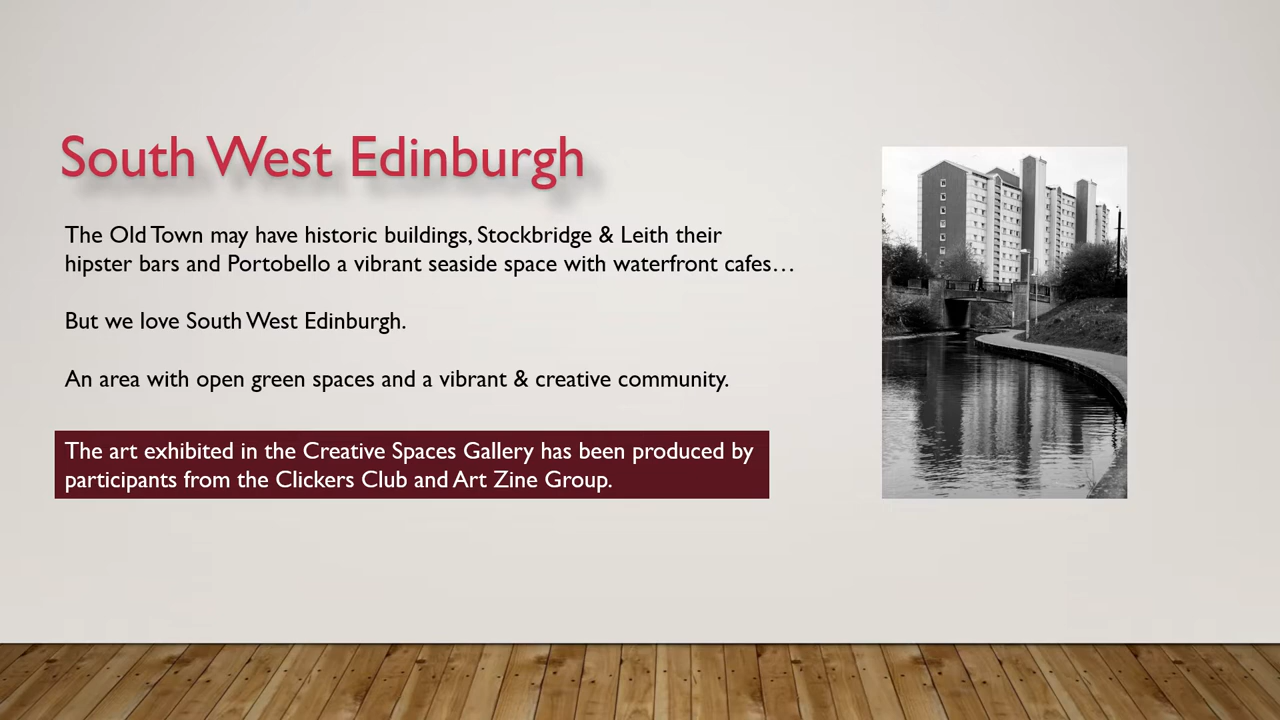 South West Edinburgh
The Old Town may have historic buildings, Stockbridge & Leith their
hipster bars and Portobello a vibrant seaside space with waterfront cafes…
But we love South West Edinburgh.
An area with open green spaces and a vibrant & creative community.
The art exhibited in the Creative Spaces Gallery has been produced by
participants from the Clickers Club and Art Zine Group.